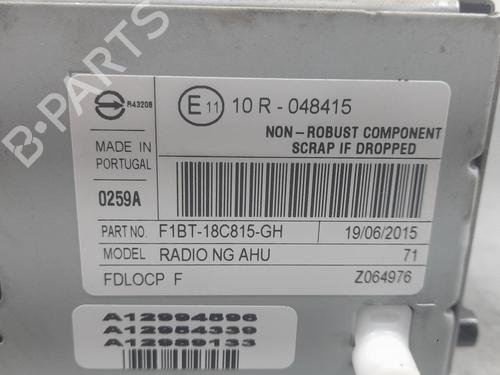 B-PARTS
R43208
E 11 10 R - 048415
NON-ROBUST COMPONENT
SCRAP IF DROPPED
MADE IN
PORTUGAL
0259A
PART NO. F1BT-18C815-GH 19/06/2015
MODEL RADIO NG AHU 71
FDLOCP F Z064976
A12994596
A12954339
A12989133